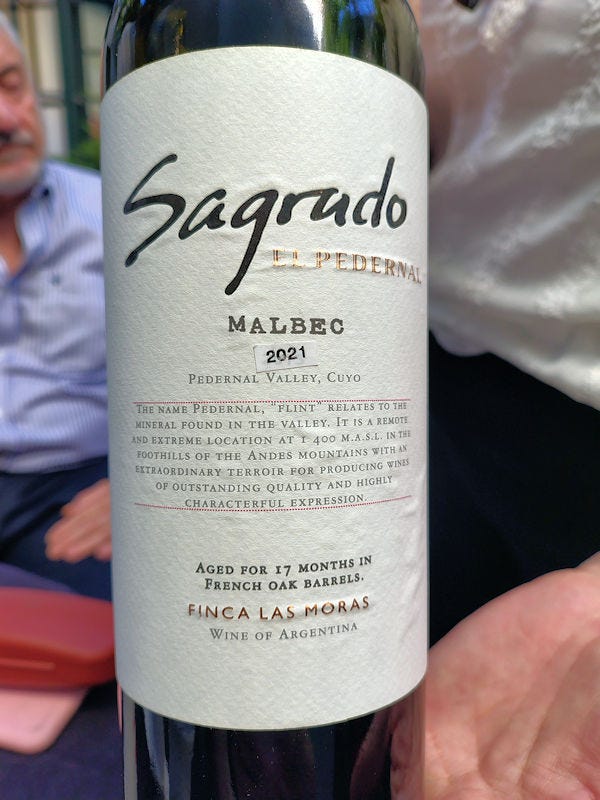 Sagrado
EL PEDERNAL
MALBEC
2021
PEDERNAL VALLEY, CUYO
THE NAME PEDERNAL, "FLINT" RELATES TO THE
MINERAL FOUND IN THE VALLEY. IT IS A REMOTE
AND EXTREME LOCATION AT 1 400 M.A.S.L. IN THE
FOOTHILLS OF THE ANDES MOUNTAINS WITH AN
EXTRAORDINARY TERROIR FOR PRODUCING WINES
OF OUTSTANDING QUALITY AND HIGHLY
CHARACTERFUL EXPRESSION.
AGED FOR 17 MONTHS IN
FRENCH OAK BARRELS.
FINCA LAS MORAS
WINE OF ARGENTINA